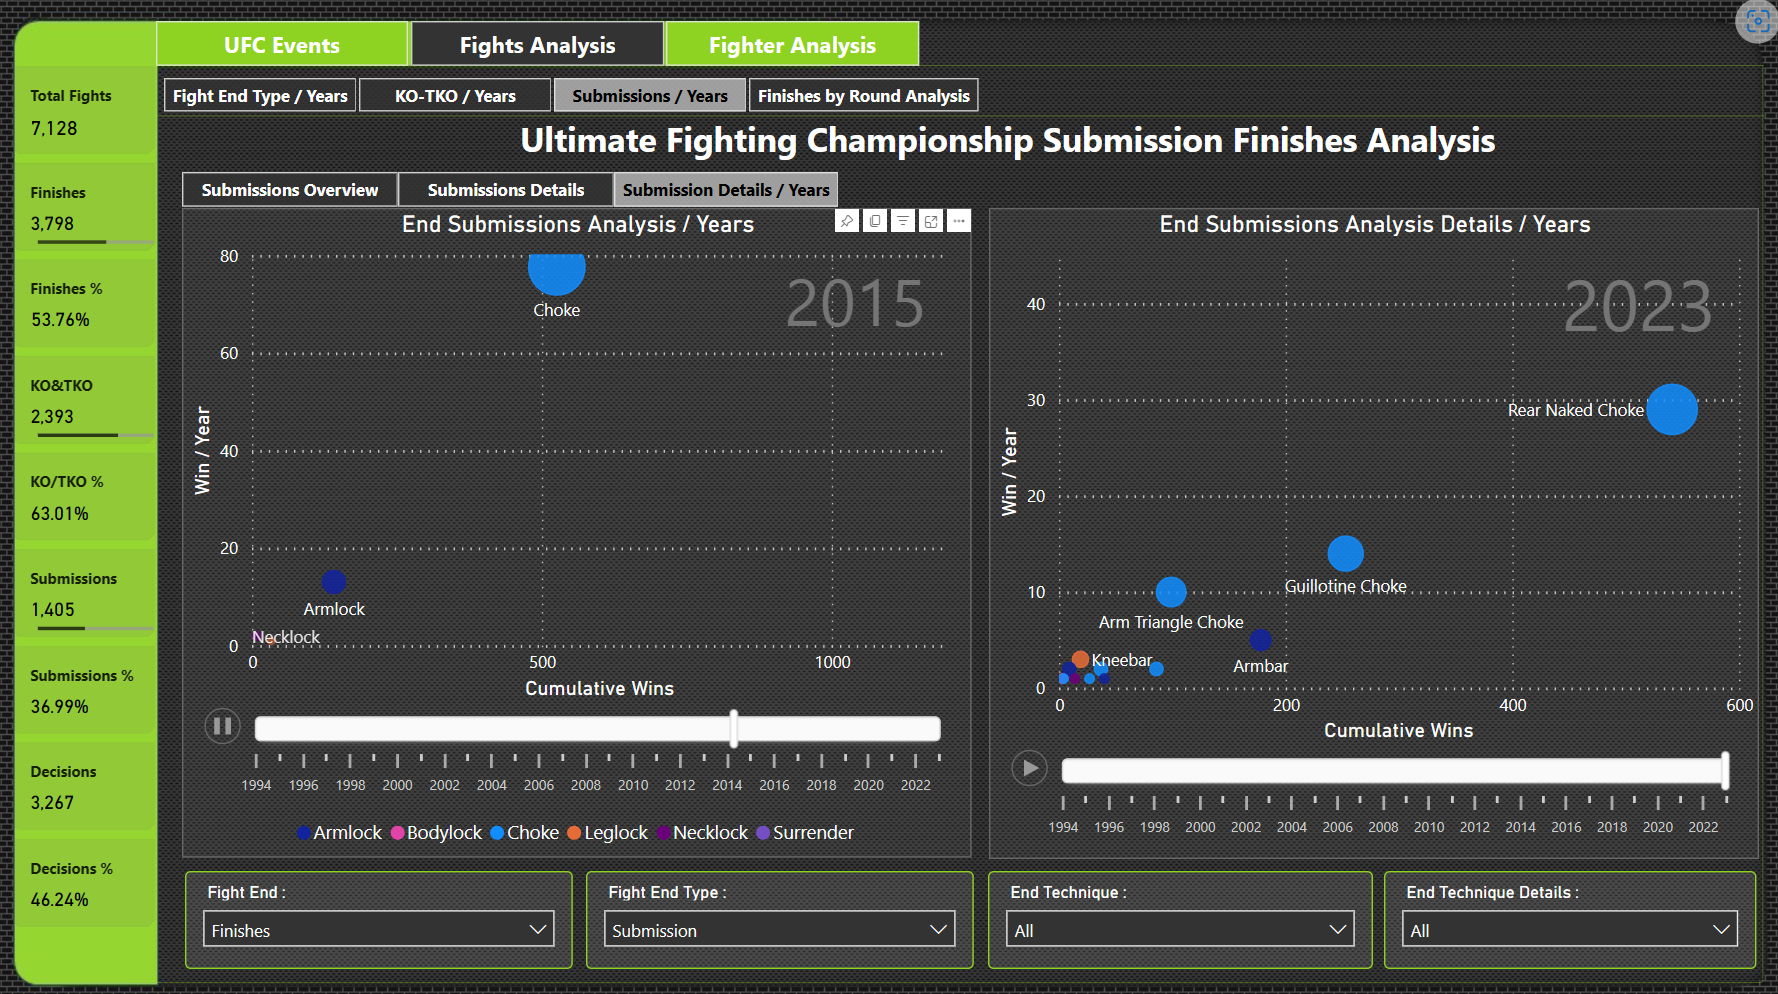 UFC Events
Fights Analysis
Fighter Analysis
Fight End Type / Years
KO-TKO / Years
Submissions / Years
Finishes by Round Analysis
Ultimate Fighting Championship Submission Finishes Analysis
Total Fights
7,128
Finishes
3,798
Finishes %
53.76%
KO&TKO
2,393
KO/TKO %
63.01%
Submissions
1,405
Submissions %
36.99%
Decisions
3,267
Decisions %
46.24%
Submissions Overview
Submissions Details
Submission Details / Years
End Submissions Analysis / Years
2015
80
60
40
20
0
Win / Year
Choke
Armlock
Necklock
0 500 1000
Cumulative Wins
1994 1996 1998 2000 2002 2004 2006 2008 2010 2012 2014 2016 2018 2020 2022
Armlock Bodylock Choke Leglock Necklock Surrender
End Submissions Analysis Details / Years
2023
40
30
20
10
0
Win / Year
Rear Naked Choke
Guillotine Choke
Arm Triangle Choke
Kneebar
Armbar
0 200 400 600
Cumulative Wins
1994 1996 1998 2000 2002 2004 2006 2008 2010 2012 2014 2016 2018 2020 2022
Fight End :
Finishes
Fight End Type :
Submission
End Technique :
All
End Technique Details :
All